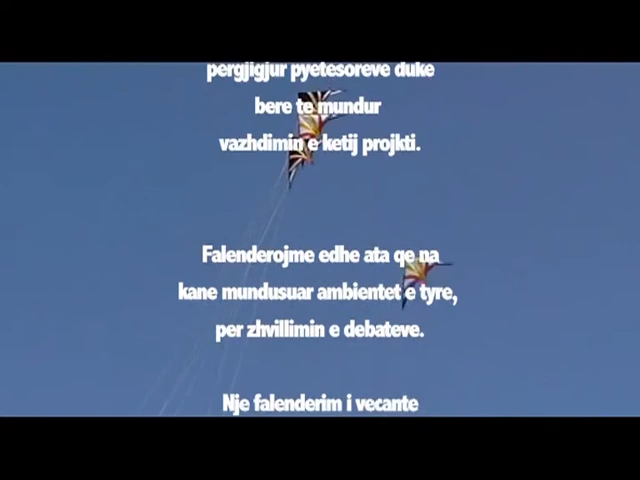 pergjigjur pyetesoreve duke
bere te mundur
vazhdimin e ketij projkti.
Falenderojme edhe ata qe na
kane mundusuar ambientet e tyre,
per zhvillimin e debateve.
Nje falenderim i vecante